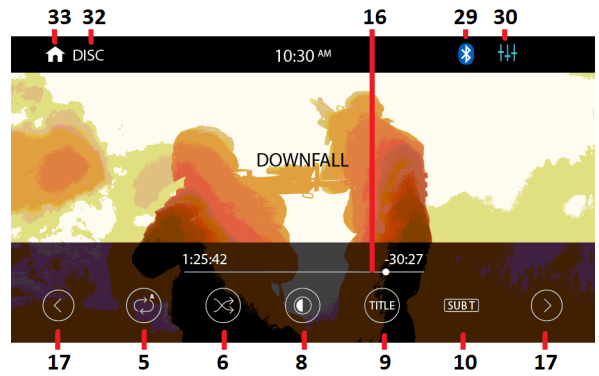 33 32 16 29 30
DISC 10:30 AM
DOWNFALL
1:25:42 -30:27
A
TITLE SUBT
17 5 6 8 9 10 17